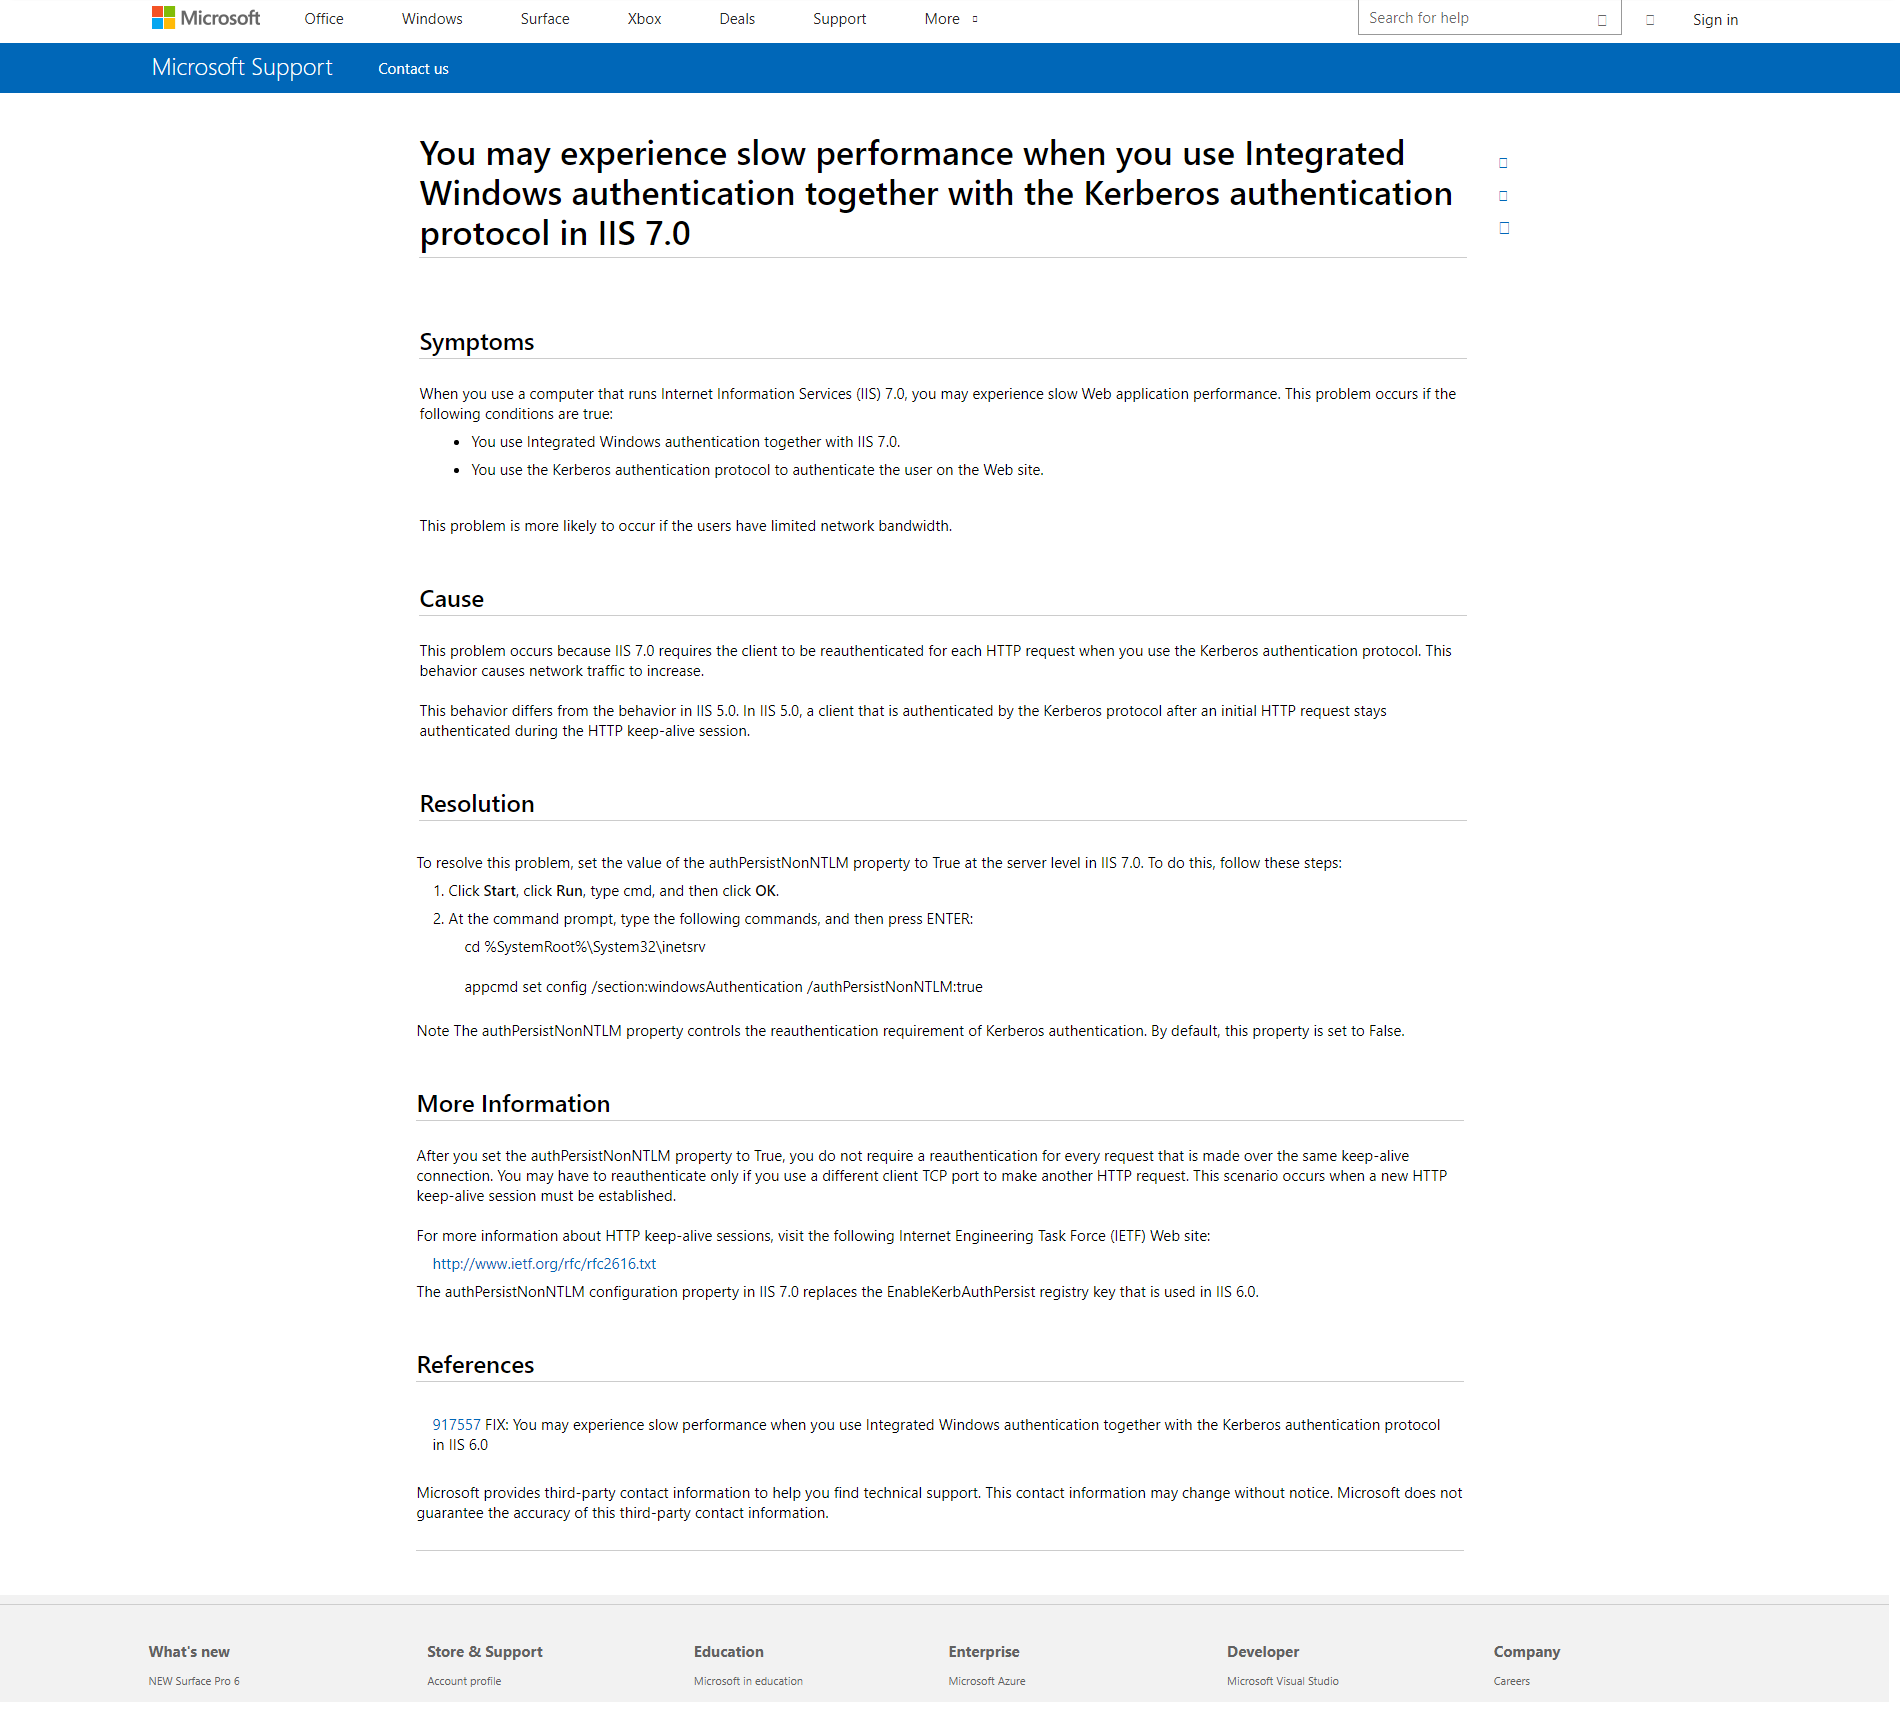 Microsoft Office Windows Surface Xbox Deals Support More Search for help Sign in
Microsoft Support Contact us
You may experience slow performance when you use Integrated
Windows authentication together with the Kerberos authentication
protocol in IIS 7.0
Symptoms
When you use a computer that runs Internet Information Services (IIS) 7.0, you may experience slow Web application performance. This problem occurs if the
following conditions are true:
• You use Integrated Windows authentication together with IIS 7.0.
• You use the Kerberos authentication protocol to authenticate the user on the Web site.
This problem is more likely to occur if the users have limited network bandwidth.
Cause
This problem occurs because IIS 7.0 requires the client to be reauthenticated for each HTTP request when you use the Kerberos authentication protocol. This
behavior causes network traffic to increase.
This behavior differs from the behavior in IIS 5.0. In IIS 5.0, a client that is authenticated by the Kerberos protocol after an initial HTTP request stays
authenticated during the HTTP keep-alive session.
Resolution
To resolve this problem, set the value of the authPersistNonNTLM property to True at the server level in IIS 7.0. To do this, follow these steps:
1. Click Start, click Run, type cmd, and then click OK.
2. At the command prompt, type the following commands, and then press ENTER:
cd %SystemRoot%\System32\inetsrv
appcmd set config /section:windowsAuthentication /authPersistNonNTLM:true
Note The authPersistNonNTLM property controls the reauthentication requirement of Kerberos authentication. By default, this property is set to False.
More Information
After you set the authPersistNonNTLM property to True, you do not require a reauthentication for every request that is made over the same keep-alive
connection. You may have to reauthenticate only if you use a different client TCP port to make another HTTP request. This scenario occurs when a new HTTP
keep-alive session must be established.
For more information about HTTP keep-alive sessions, visit the following Internet Engineering Task Force (IETF) Web site:
http://www.ietf.org/rfc/rfc2616.txt
The authPersistNonNTLM configuration property in IIS 7.0 replaces the EnableKerbAuthPersist registry key that is used in IIS 6.0.
References
917557 FIX: You may experience slow performance when you use Integrated Windows authentication together with the Kerberos authentication protocol
in IIS 6.0
Microsoft provides third-party contact information to help you find technical support. This contact information may change without notice. Microsoft does not
guarantee the accuracy of this third-party contact information.
What's new Store & Support Education Enterprise Developer Company
NEW Surface Pro 6 Account profile Microsoft in education Microsoft Azure Microsoft Visual Studio Careers